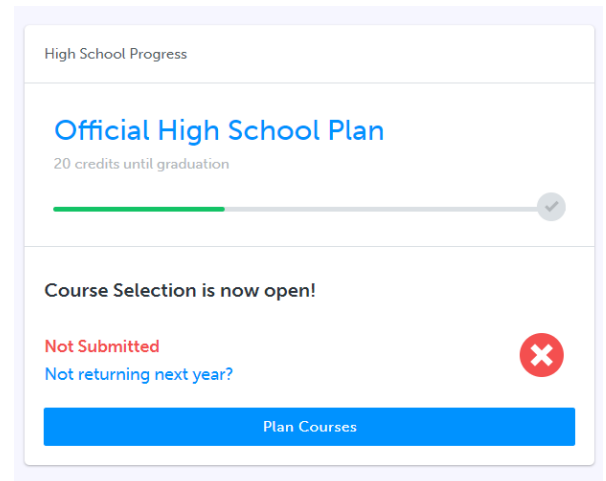 High School Progress
Official High School Plan
20 credits until graduation
Course Selection is now open!
Not Submitted
Not returning next year?
Plan Courses